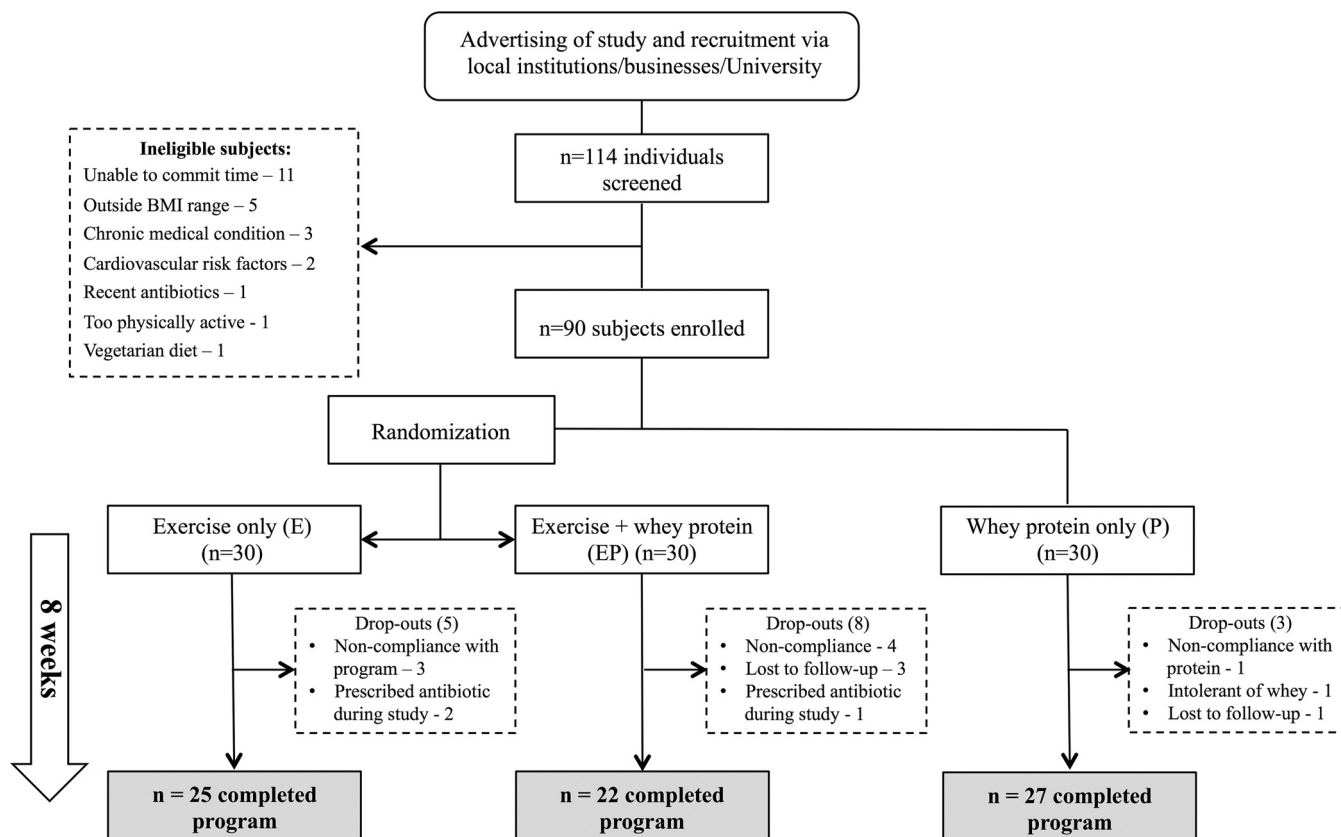 Advertising of study and recruitment via
local institutions/businesses/University
n=114 individuals
screened
Ineligible subjects:
Unable to commit time – 11
Outside BMI range – 5
Chronic medical condition – 3
Cardiovascular risk factors – 2
Recent antibiotics – 1
Too physically active - 1
Vegetarian diet – 1
n=90 subjects enrolled
Randomization
8 weeks
Exercise only (E)
(n=30)
Exercise + whey protein
(EP) (n=30)
Whey protein only (P)
(n=30)
Drop-outs (5)
• Non-compliance with
program – 3
• Prescribed antibiotic
during study - 2
Drop-outs (8)
• Non-compliance - 4
• Lost to follow-up – 3
• Prescribed antibiotic
during study - 1
Drop-outs (3)
• Non-compliance with
protein - 1
• Intolerant of whey - 1
• Lost to follow-up - 1
n = 25 completed
program
n = 22 completed
program
n = 27 completed
program